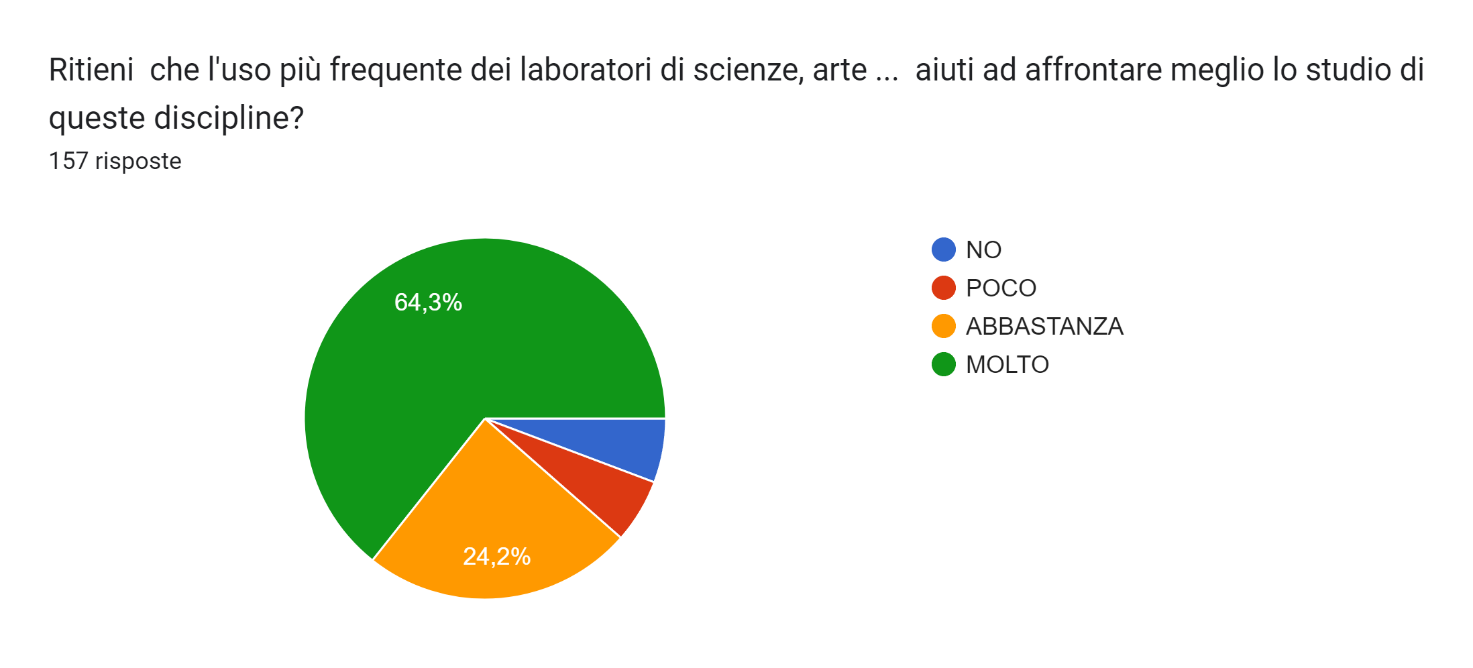 Ritieni  che l'uso più frequente dei laboratori di scienze, arte ...  aiuti ad affrontare meglio lo studio di
queste discipline?
157 risposte
64,3%
24,2%
NO
POCO
ABBASTANZA
MOLTO